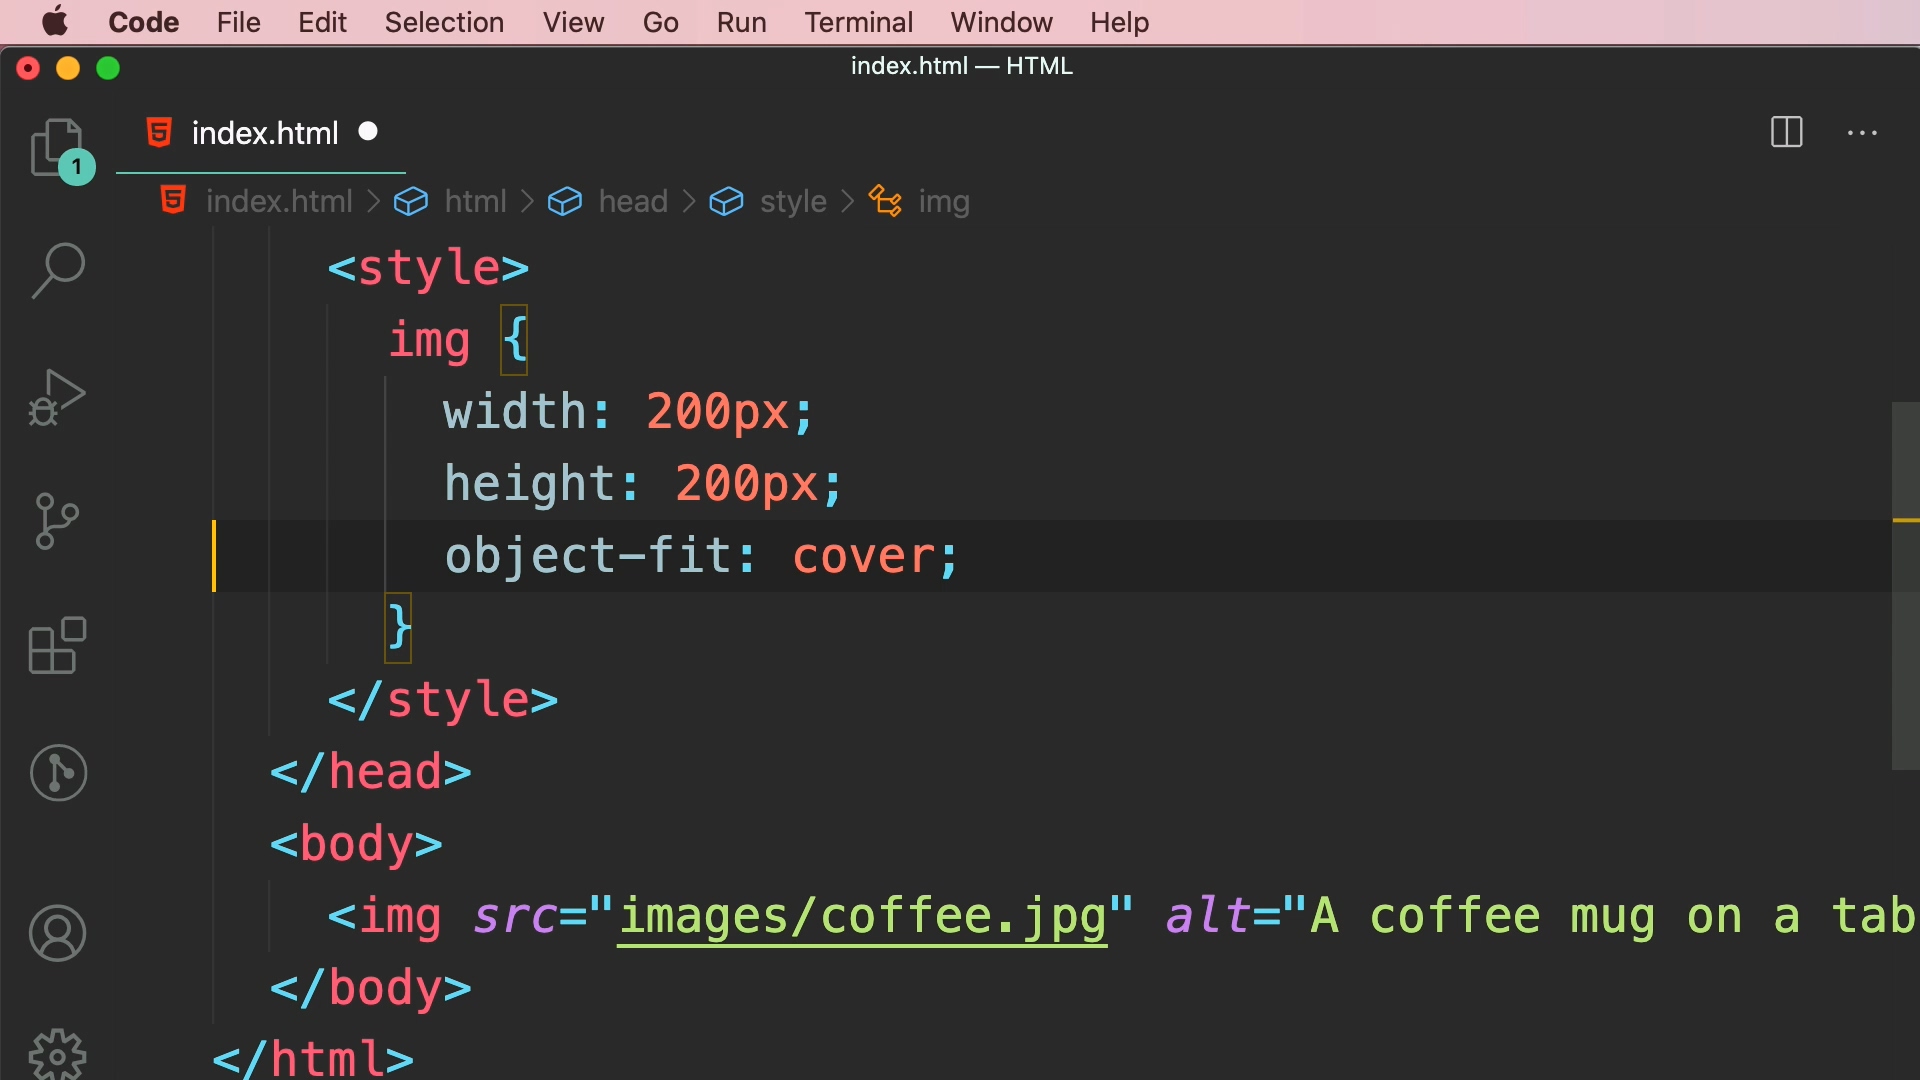 Code File Edit Selection View Go Run Terminal Window Help
index.html — HTML
index.html
1
index.html > html > head > style > img
<style>
img {
width: 200px;
height: 200px;
object-fit: cover;
}
</style>
</head>
<body>
<img src="images/coffee.jpg" alt="A coffee mug on a tab
</body>
</html>